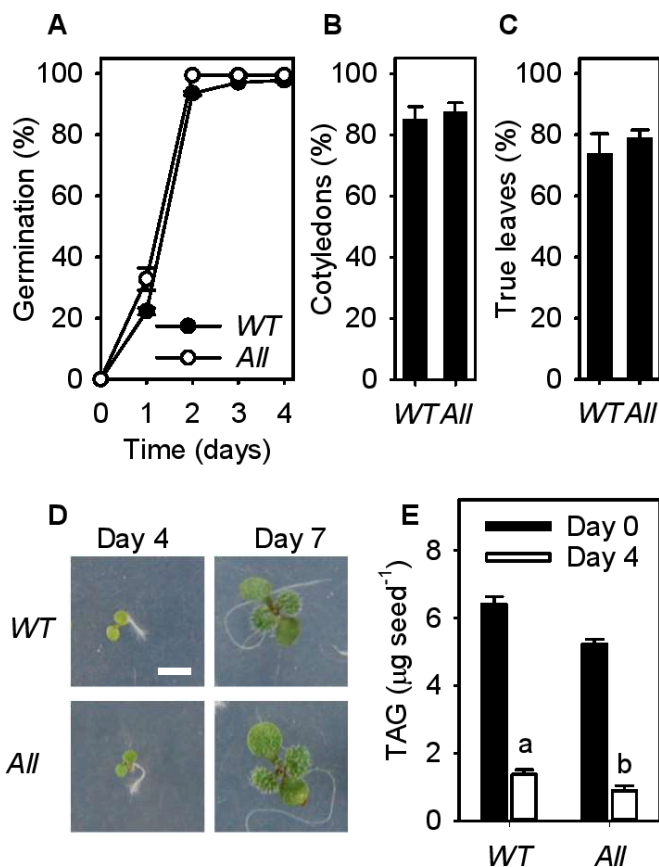 A
Germination (%)
100
80
60
40
20
0
0 1 2 3 4
Time (days)
WT
All
B
Cotyledons (%)
100
80
60
40
20
0
WT All
C
True leaves (%)
100
80
60
40
20
0
WT All
D
Day 4 Day 7
WT
All
E
TAG (µg seed⁻¹)
8
6
4
2
0
Day 0
Day 4
a
b
WT All